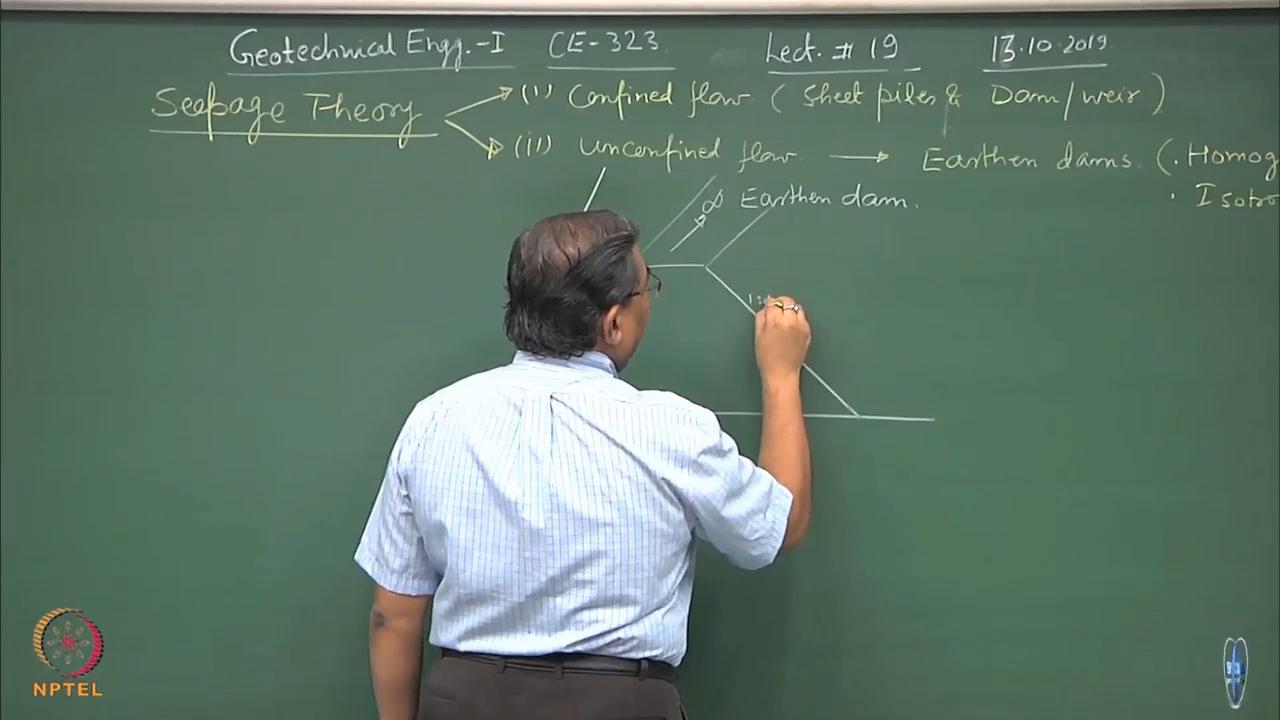 Geotechnical Engg.-I CE-323. Lect. # 19 13.10.2019
Seepage Theory (i) Confined flow (Sheet piles & Dam/weir)
(ii) Unconfined flow. → Earthen dams. (. Homog
∞ Earthen dam. . Isotro
NPTEL